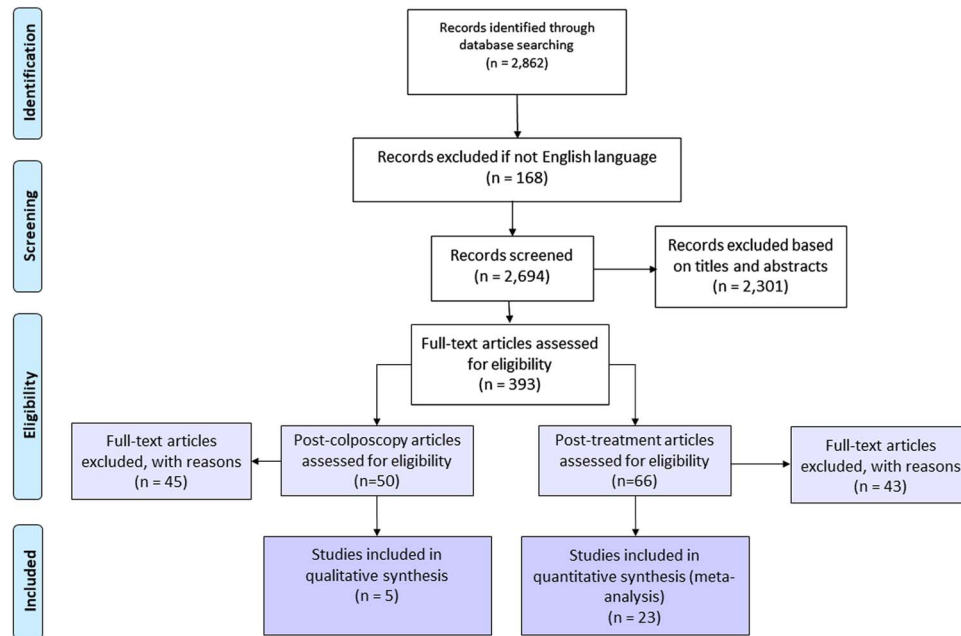 Identification
Records identified through
database searching
(n = 2,862)
Records excluded if not English language
(n = 168)
Screening
Records screened
(n = 2,694)
Records excluded based
on titles and abstracts
(n = 2,301)
Eligibility
Full-text articles assessed
for eligibility
(n = 393)
Full-text articles
excluded, with reasons
(n = 45)
Post-colposcopy articles
assessed for eligibility
(n=50)
Post-treatment articles
assessed for eligibility
(n=66)
Full-text articles
excluded, with reasons
(n = 43)
Included
Studies included in
qualitative synthesis
(n = 5)
Studies included in
quantitative synthesis (meta-
analysis)
(n = 23)